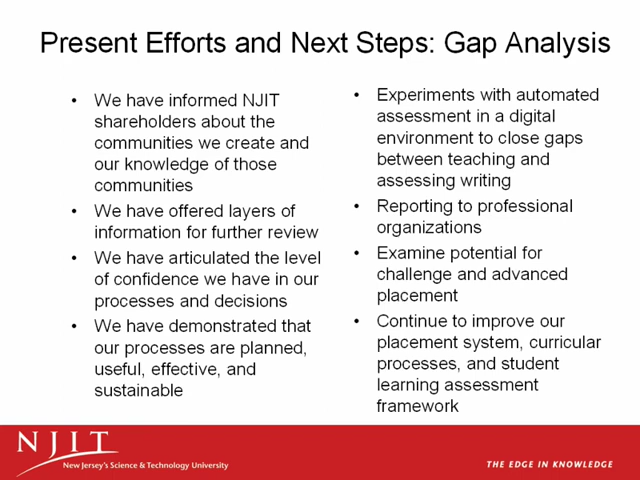 Present Efforts and Next Steps: Gap Analysis
• We have informed NJIT
shareholders about the
communities we create and
our knowledge of those
communities
• We have offered layers of
information for further review
• We have articulated the level
of confidence we have in our
processes and decisions
• We have demonstrated that
our processes are planned,
useful, effective, and
sustainable
• Experiments with automated
assessment in a digital
environment to close gaps
between teaching and
assessing writing
• Reporting to professional
organizations
• Examine potential for
challenge and advanced
placement
• Continue to improve our
placement system, curricular
processes, and student
learning assessment
framework
NJIT
New Jersey's Science & Technology University
THE EDGE IN KNOWLEDGE